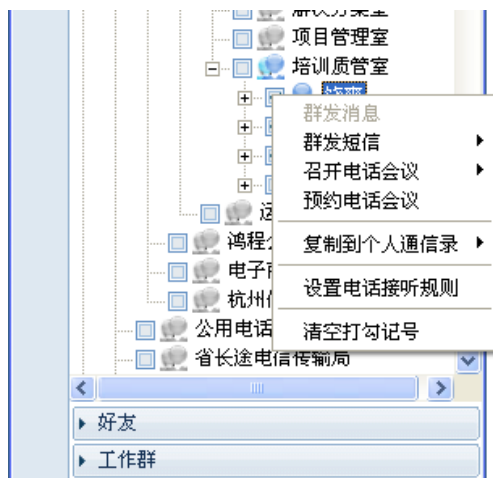 项目管理室
培训质管室
群发消息
群发短信
召开电话会议
预约电话会议
鸿程
复制到个人通信录
电子
设置电话接听规则
杭州
公用电话
清空打勾记号
省长途电信传输局
好友
工作群